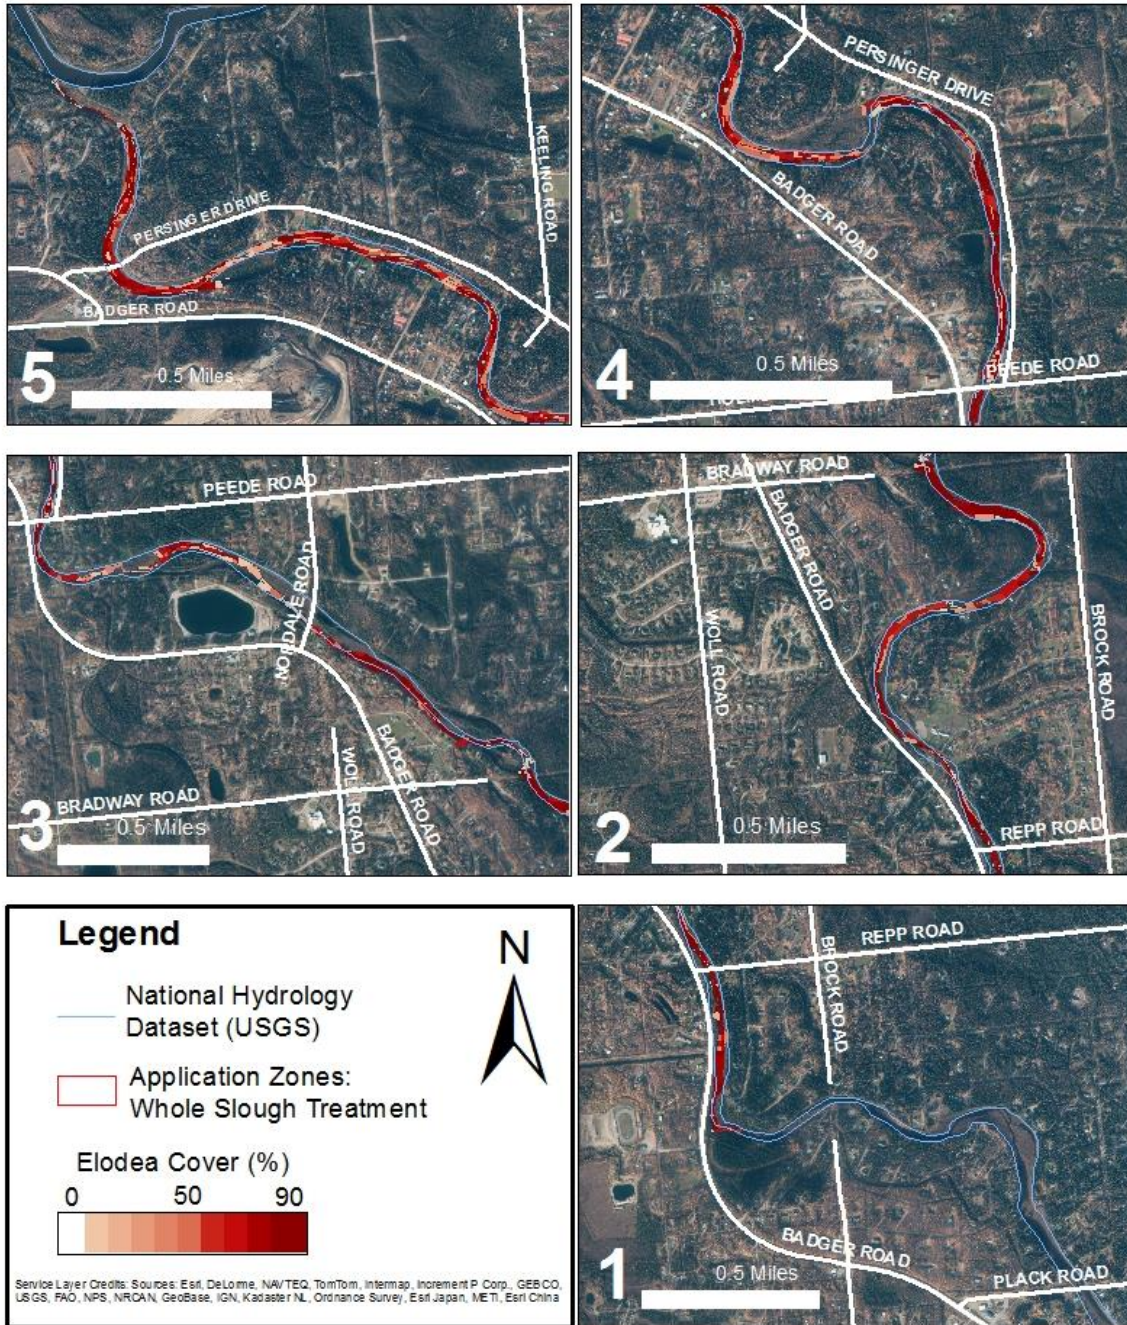 PERSINGER DRIVE
KEELING ROAD
BADGER ROAD
0.5 Miles
5
PERSINGER DRIVE
BADGER ROAD
PEEDE ROAD
0.5 Miles
4
PEEDE ROAD
NORDALE ROAD
BADGER ROAD
WOLL ROAD
BRADWAY ROAD
0.5 Miles
3
BRADWAY ROAD
BADGER ROAD
WOLL ROAD
BROCK ROAD
REPP ROAD
0.5 Miles
2
Legend
N
National Hydrology
Dataset (USGS)
Application Zones:
Whole Slough Treatment
Elodea Cover (%)
0 50 90
Service Layer Credits: Sources: Esri, DeLorme, NAVTEQ, TomTom, Intermap, increment P Corp., GEBCO,
USGS, FAO, NPS, NRCAN, GeoBase, IGN, Kadaster NL, Ordnance Survey, Esri Japan, METI, Esri China
REPP ROAD
BROCK ROAD
BADGER ROAD
PLACK ROAD
0.5 Miles
1